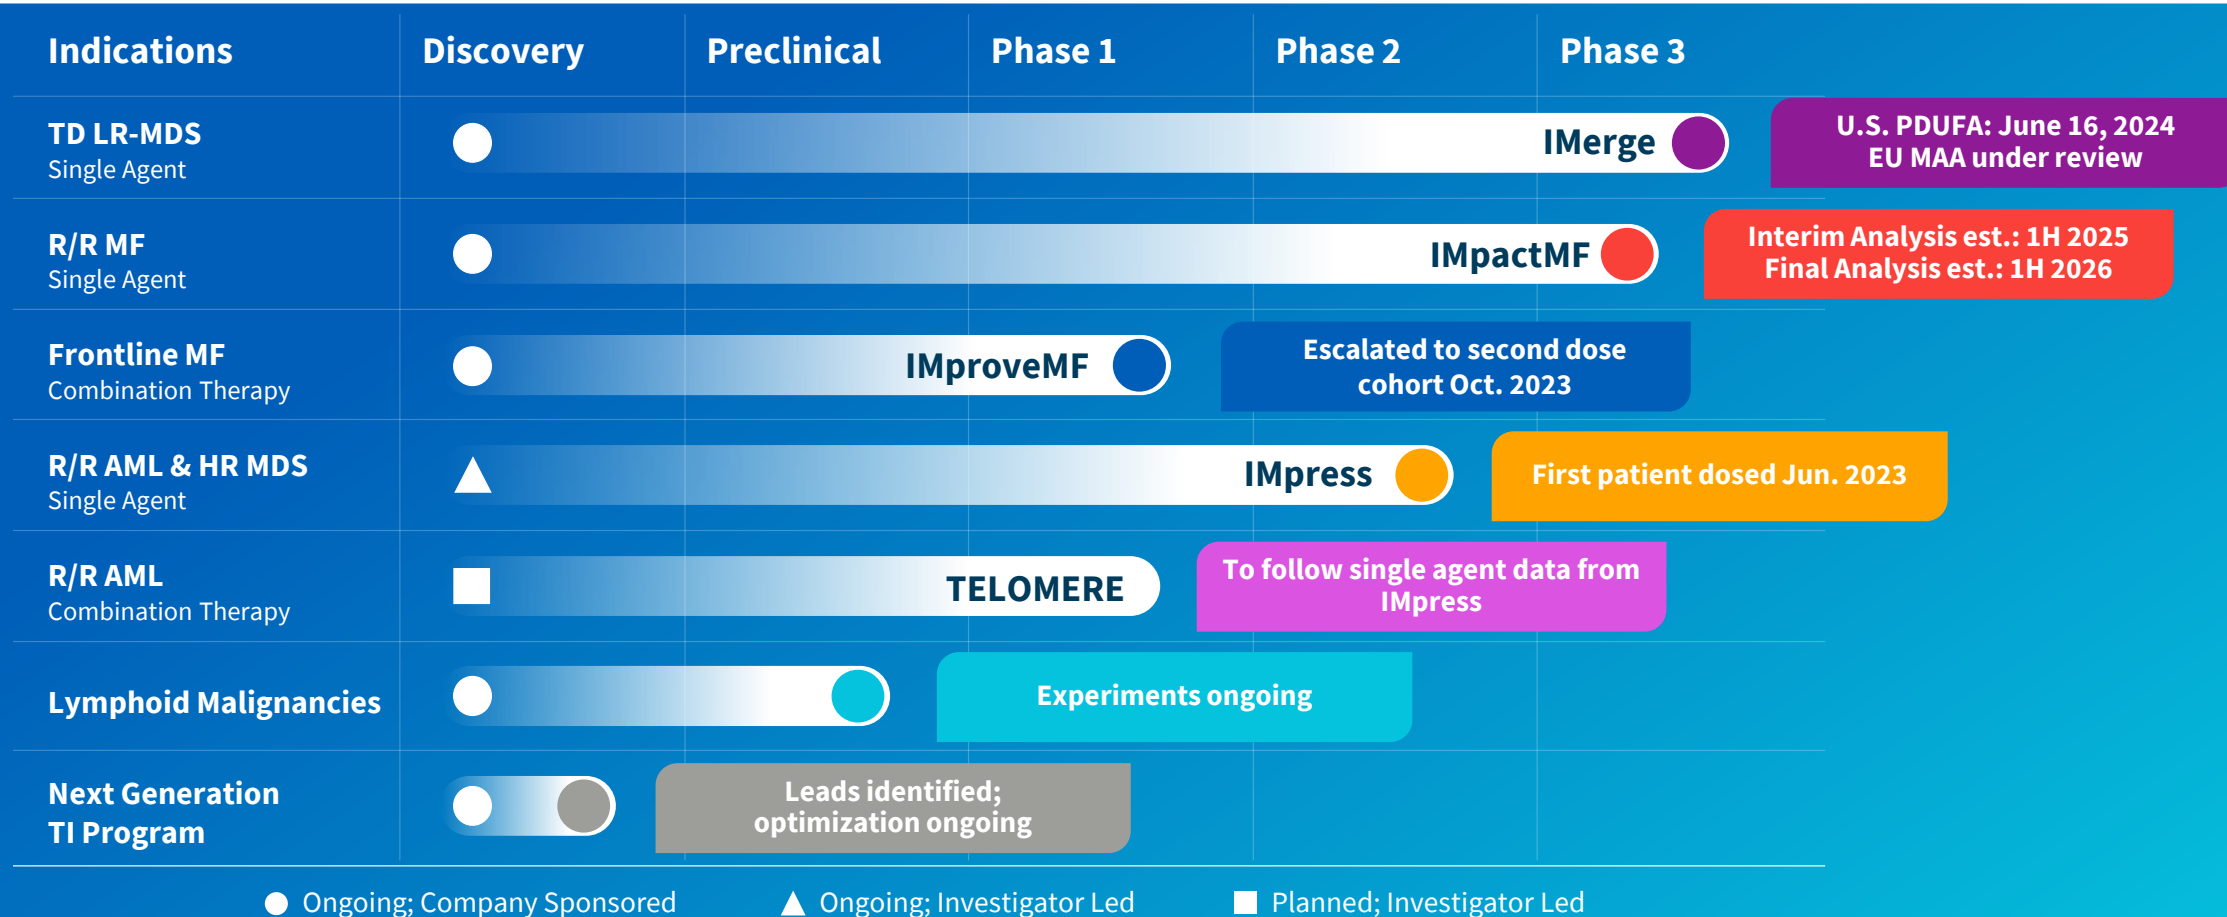 Indications
Discovery
Preclinical
Phase 1
Phase 2
Phase 3
TD LR-MDS
Single Agent
IMerge
U.S. PDUFA: June 16, 2024
EU MAA under review
R/R MF
Single Agent
IMpactMF
Interim Analysis est.: 1H 2025
Final Analysis est.: 1H 2026
Frontline MF
Combination Therapy
IMproveMF
Escalated to second dose
cohort Oct. 2023
R/R AML & HR MDS
Single Agent
IMpress
First patient dosed Jun. 2023
R/R AML
Combination Therapy
TELOMERE
To follow single agent data from
IMpress
Lymphoid Malignancies
Experiments ongoing
Next Generation
TI Program
Leads identified;
optimization ongoing
Ongoing; Company Sponsored
Ongoing; Investigator Led
Planned; Investigator Led